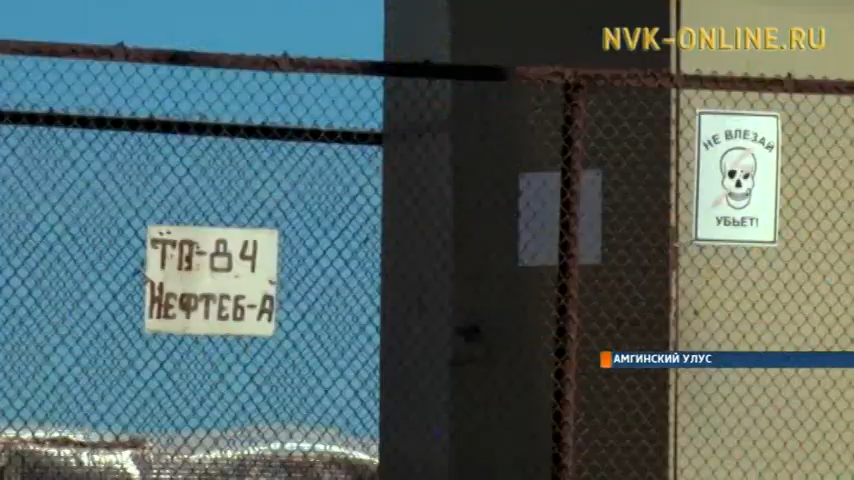 NVK-ONLINE.RU
НЕ ВЛЕЗАЙ
УБЬЕТ!
ТП-84
НЕФТЕБ-А
АМГИНСКИЙ УЛУС